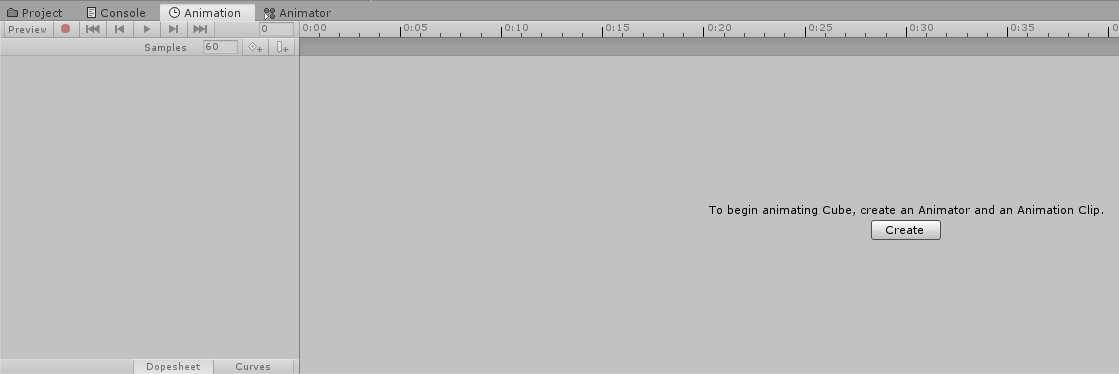 Project Console Animation Animator
Preview 0 0:00 0:05 0:10 0:15 0:20 0:25 0:30 0:35 0
Samples 60
To begin animating Cube, create an Animator and an Animation Clip.
Create
Dopesheet Curves